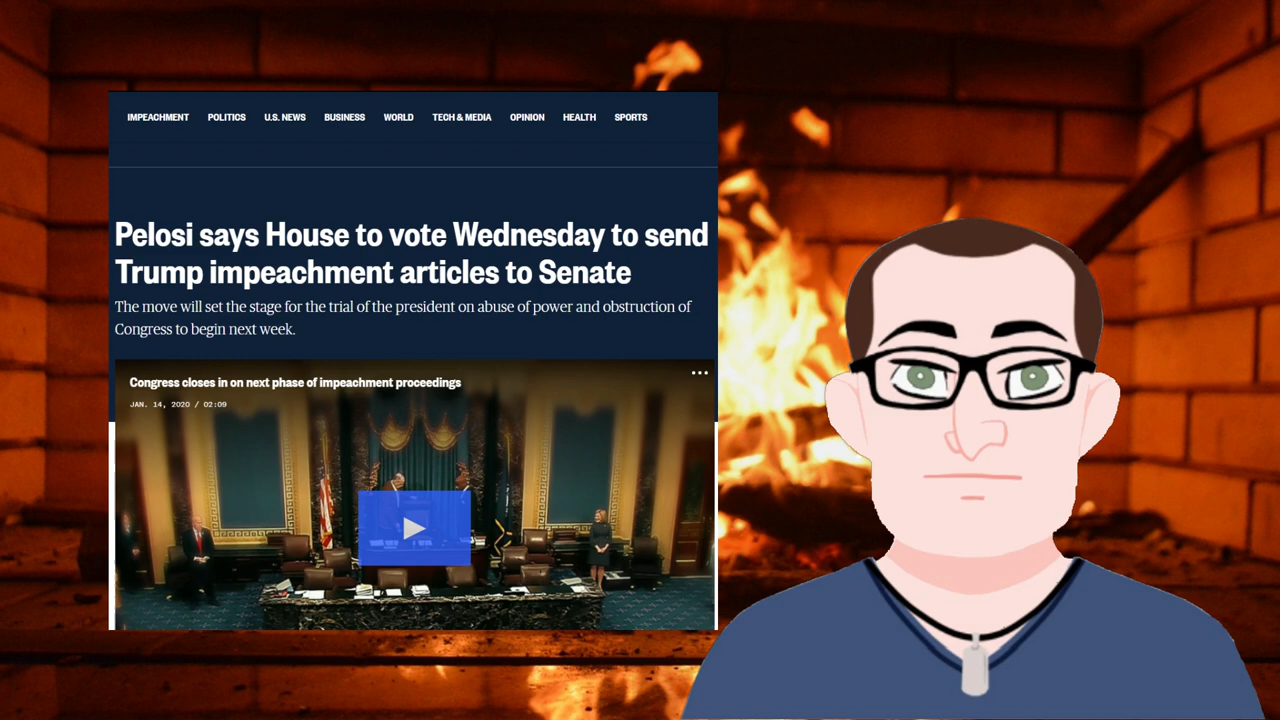 IMPEACHMENT POLITICS U.S. NEWS BUSINESS WORLD TECH & MEDIA OPINION HEALTH SPORTS
Pelosi says House to vote Wednesday to send
Trump impeachment articles to Senate
The move will set the stage for the trial of the president on abuse of power and obstruction of
Congress to begin next week.
Congress closes in on next phase of impeachment proceedings
JAN. 14, 2020 / 02:09